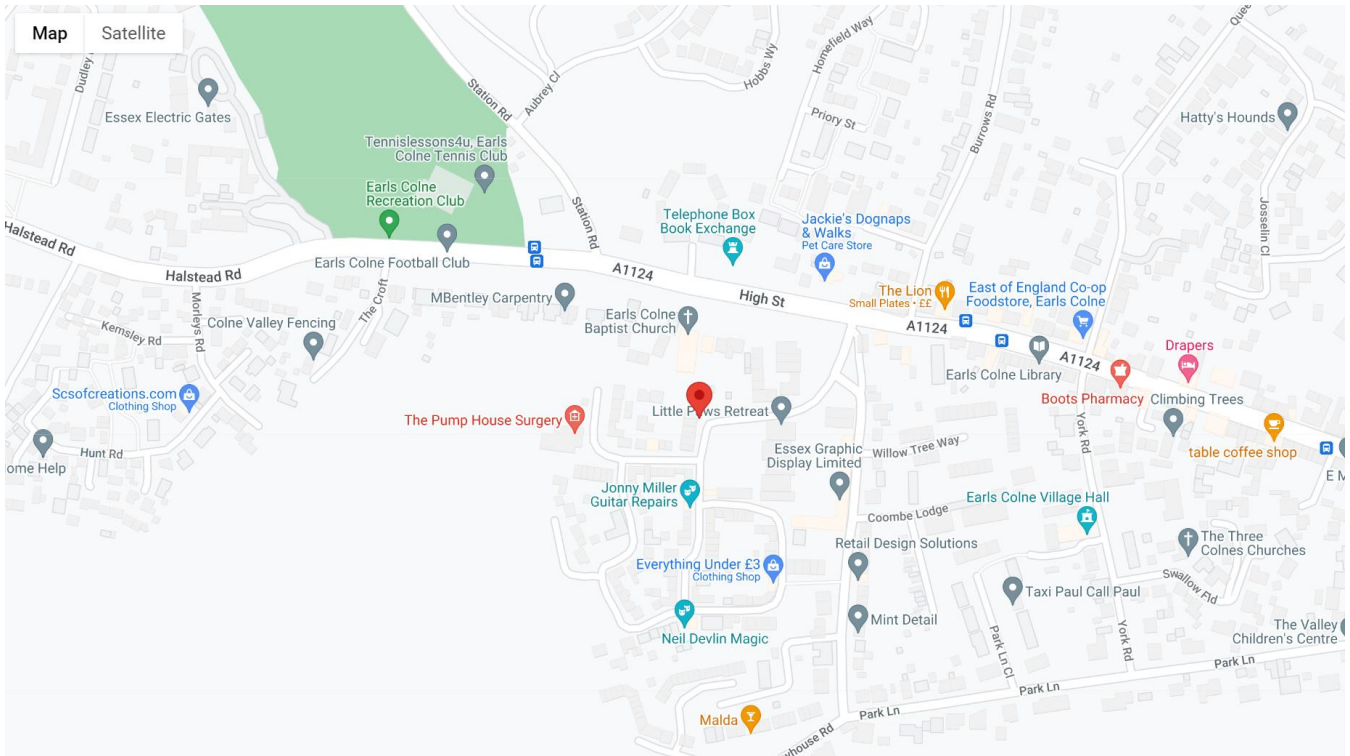 Map
Satellite
Dudley
Essex Electric Gates
Station Rd
Aubrey Cl
Hobbs Wy
Homefield Way
Priory St
Burrows Rd
Hatty's Hounds
Josselin Cl
Tennislessons4u, Earls
Colne Tennis Club
Earls Colne
Recreation Club
Earls Colne Football Club
Station Rd
Telephone Box
Book Exchange
Jackie's Dognaps
& Walks
Pet Care Store
Halstead Rd
Halstead Rd
A1124
High St
The Lion
Small Plates • ££
East of England Co-op
Foodstore, Earls Colne
A1124
A1124
MBentley Carpentry
Earls Colne
Baptist Church
The Croft
Morleys Rd
Kemsley Rd
Colne Valley Fencing
Earls Colne Library
Drapers
Boots Pharmacy
Climbing Trees
Scsofcreations.com
Clothing Shop
The Pump House Surgery
Little Paws Retreat
York Rd
table coffee shop
Hunt Rd
ome Help
Essex Graphic
Display Limited
Willow Tree Way
E M
Jonny Miller
Guitar Repairs
Coombe Lodge
Earls Colne Village Hall
Retail Design Solutions
The Three
Colnes Churches
Everything Under £3
Clothing Shop
Swallow Fld
Taxi Paul Call Paul
Neil Devlin Magic
Mint Detail
Park Ln Cl
York Rd
The Valley
Children's Centre
Park Ln
Park Ln
Park Ln
Malda
yhouse Rd